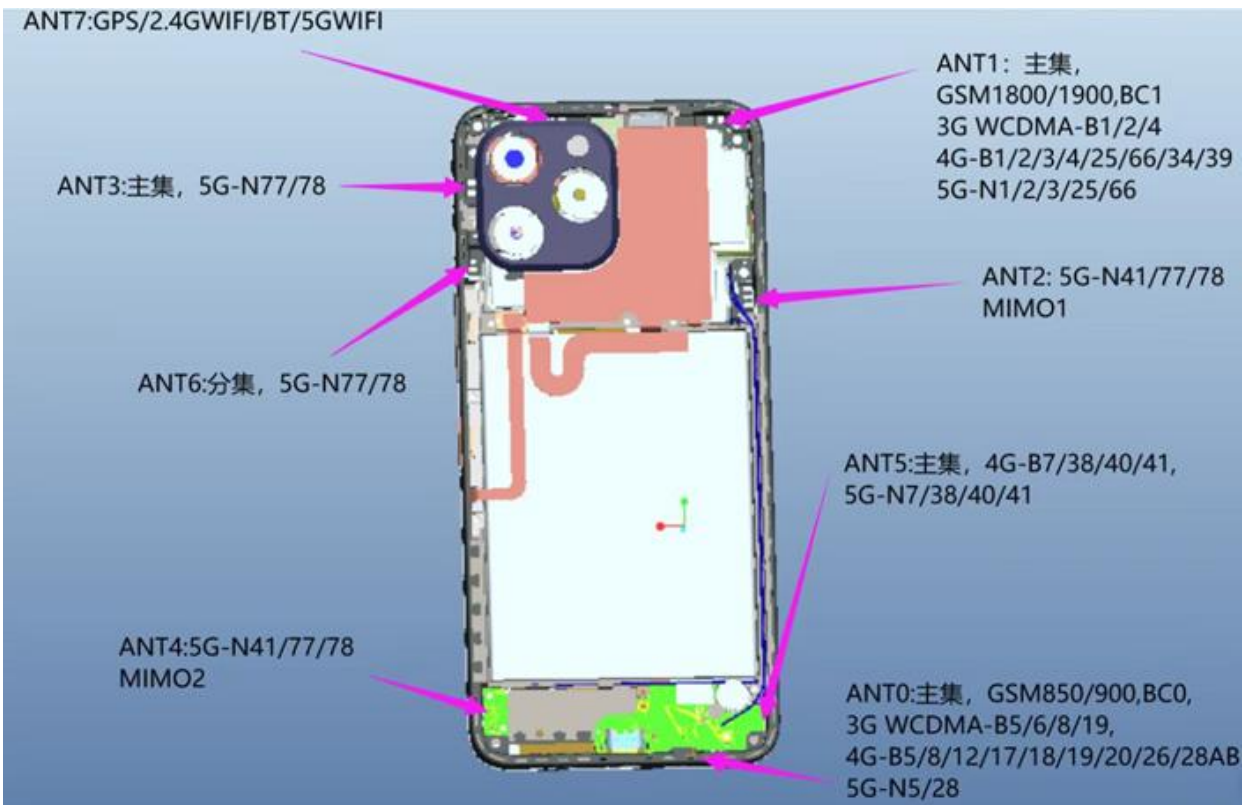 ANT7:GPS/2.4GWIFI/BT/5GWIFI
ANT1：主集，
GSM1800/1900,BC1
3G WCDMA-B1/2/4
4G-B1/2/3/4/25/66/34/39
5G-N1/2/3/25/66
ANT3:主集，5G-N77/78
ANT2: 5G-N41/77/78
MIMO1
ANT6:分集，5G-N77/78
ANT5:主集，4G-B7/38/40/41,
5G-N7/38/40/41
ANT4:5G-N41/77/78
MIMO2
ANT0:主集，GSM850/900,BC0,
3G WCDMA-B5/6/8/19,
4G-B5/8/12/17/18/19/20/26/28AB
5G-N5/28